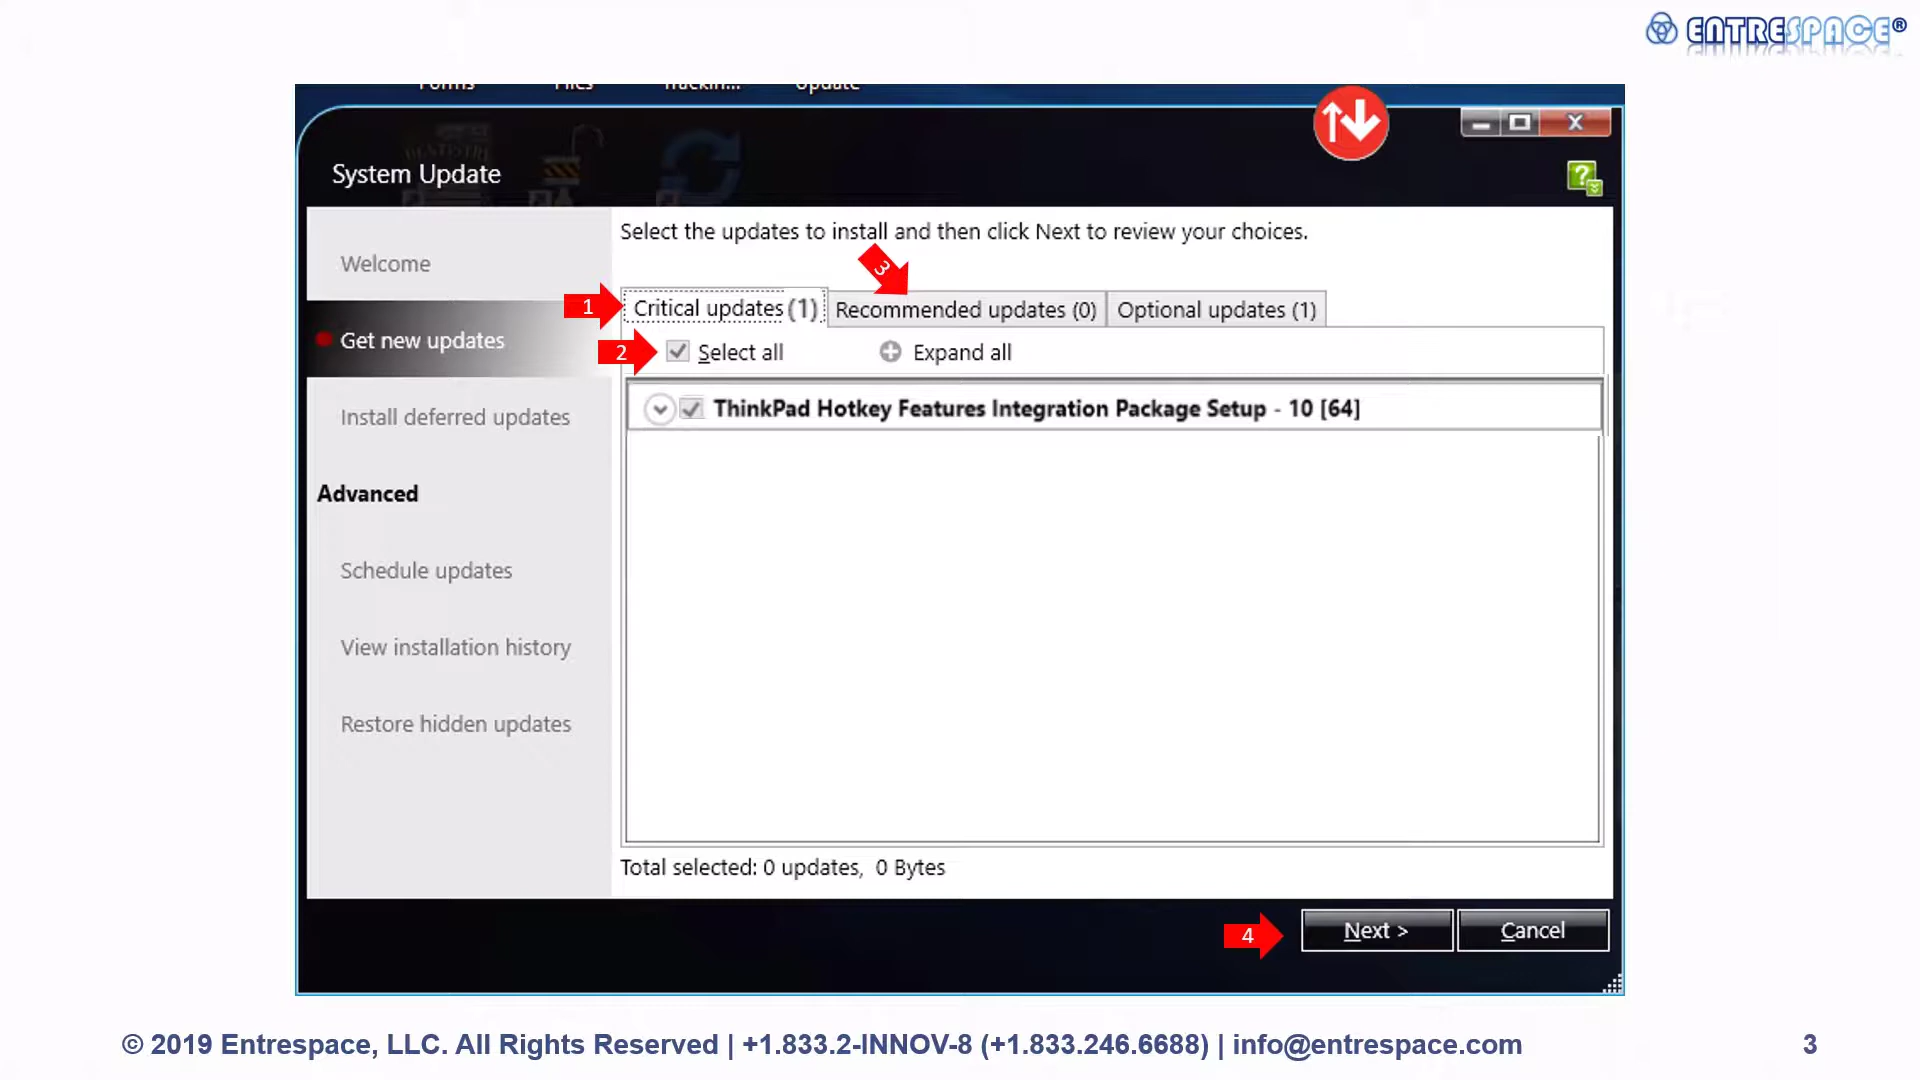 ENTRESPACE®
Forms Files Trackin... Update
System Update
Select the updates to install and then click Next to review your choices.
Welcome
3
1
Critical updates (1)
Recommended updates (0)
Optional updates (1)
Get new updates
2
Select all
Expand all
ThinkPad Hotkey Features Integration Package Setup - 10 [64]
Install deferred updates
Advanced
Schedule updates
View installation history
Restore hidden updates
Total selected: 0 updates, 0 Bytes
4
Next >
Cancel
© 2019 Entrespace, LLC. All Rights Reserved | +1.833.2-INNOV-8 (+1.833.246.6688) | info@entrespace.com
3